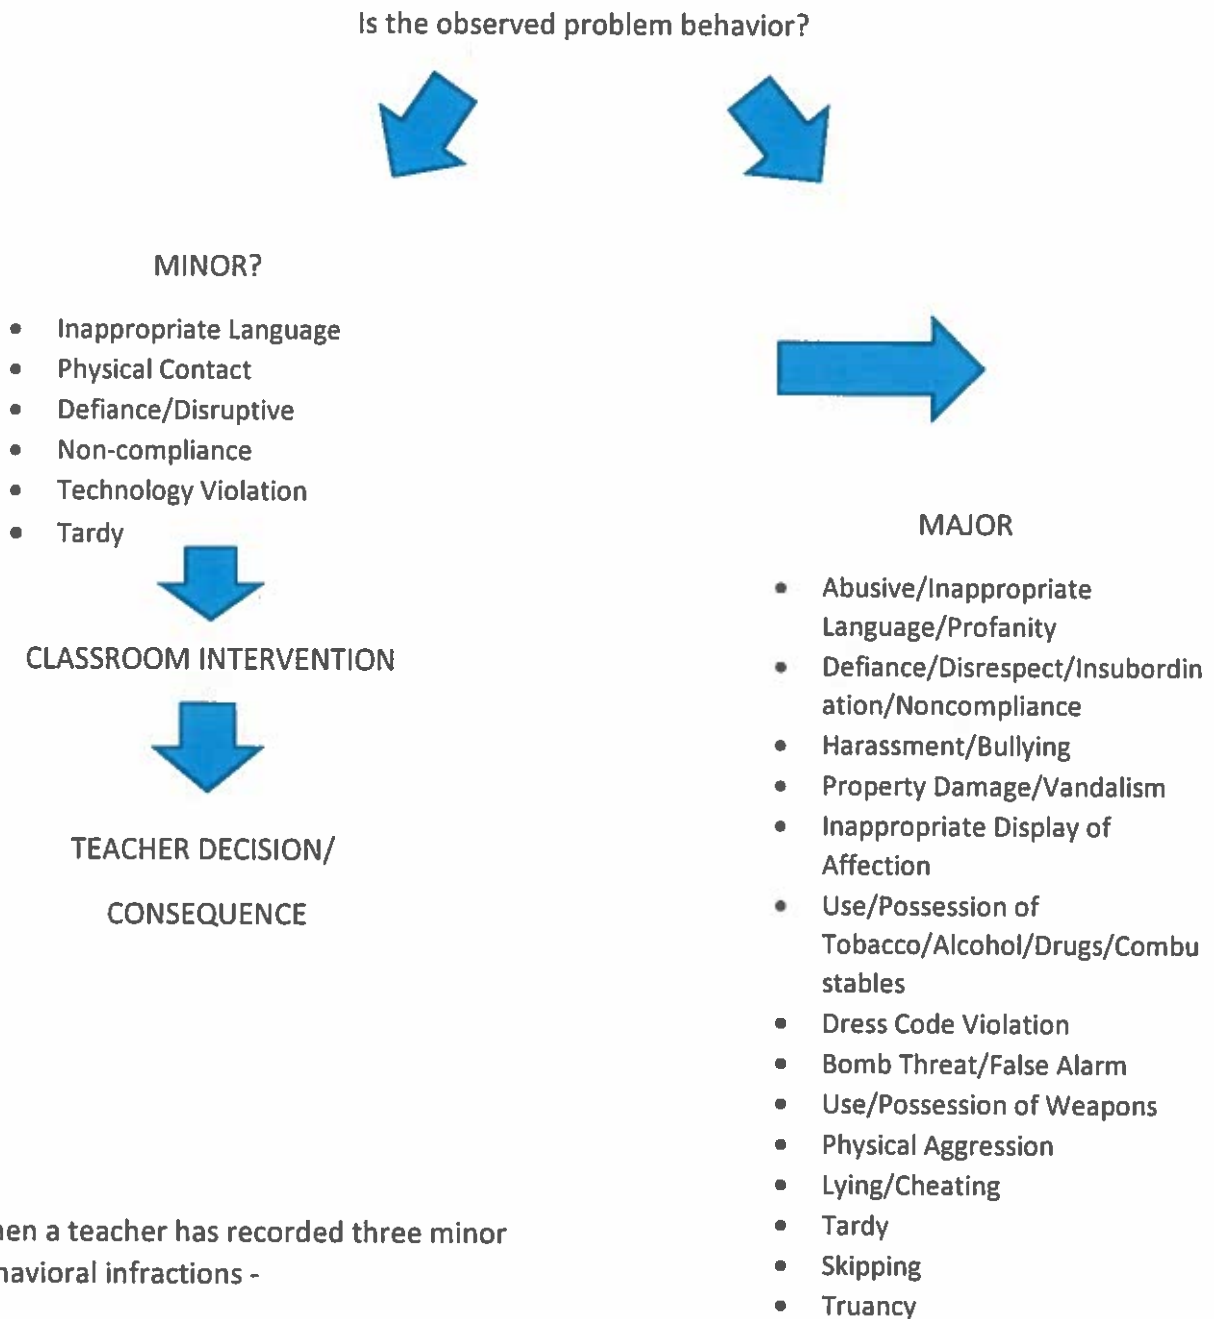 Is the observed problem behavior?
MINOR?
• Inappropriate Language
• Physical Contact
• Defiance/Disruptive
• Non-compliance
• Technology Violation
• Tardy
CLASSROOM INTERVENTION
TEACHER DECISION/
CONSEQUENCE
MAJOR
• Abusive/Inappropriate
Language/Profanity
• Defiance/Disrespect/Insubordin
ation/Noncompliance
• Harassment/Bullying
• Property Damage/Vandalism
• Inappropriate Display of
Affection
• Use/Possession of
Tobacco/Alcohol/Drugs/Combu
stables
• Dress Code Violation
• Bomb Threat/False Alarm
• Use/Possession of Weapons
• Physical Aggression
• Lying/Cheating
• Tardy
• Skipping
• Truancy
a teacher has recorded three minor
infractions -